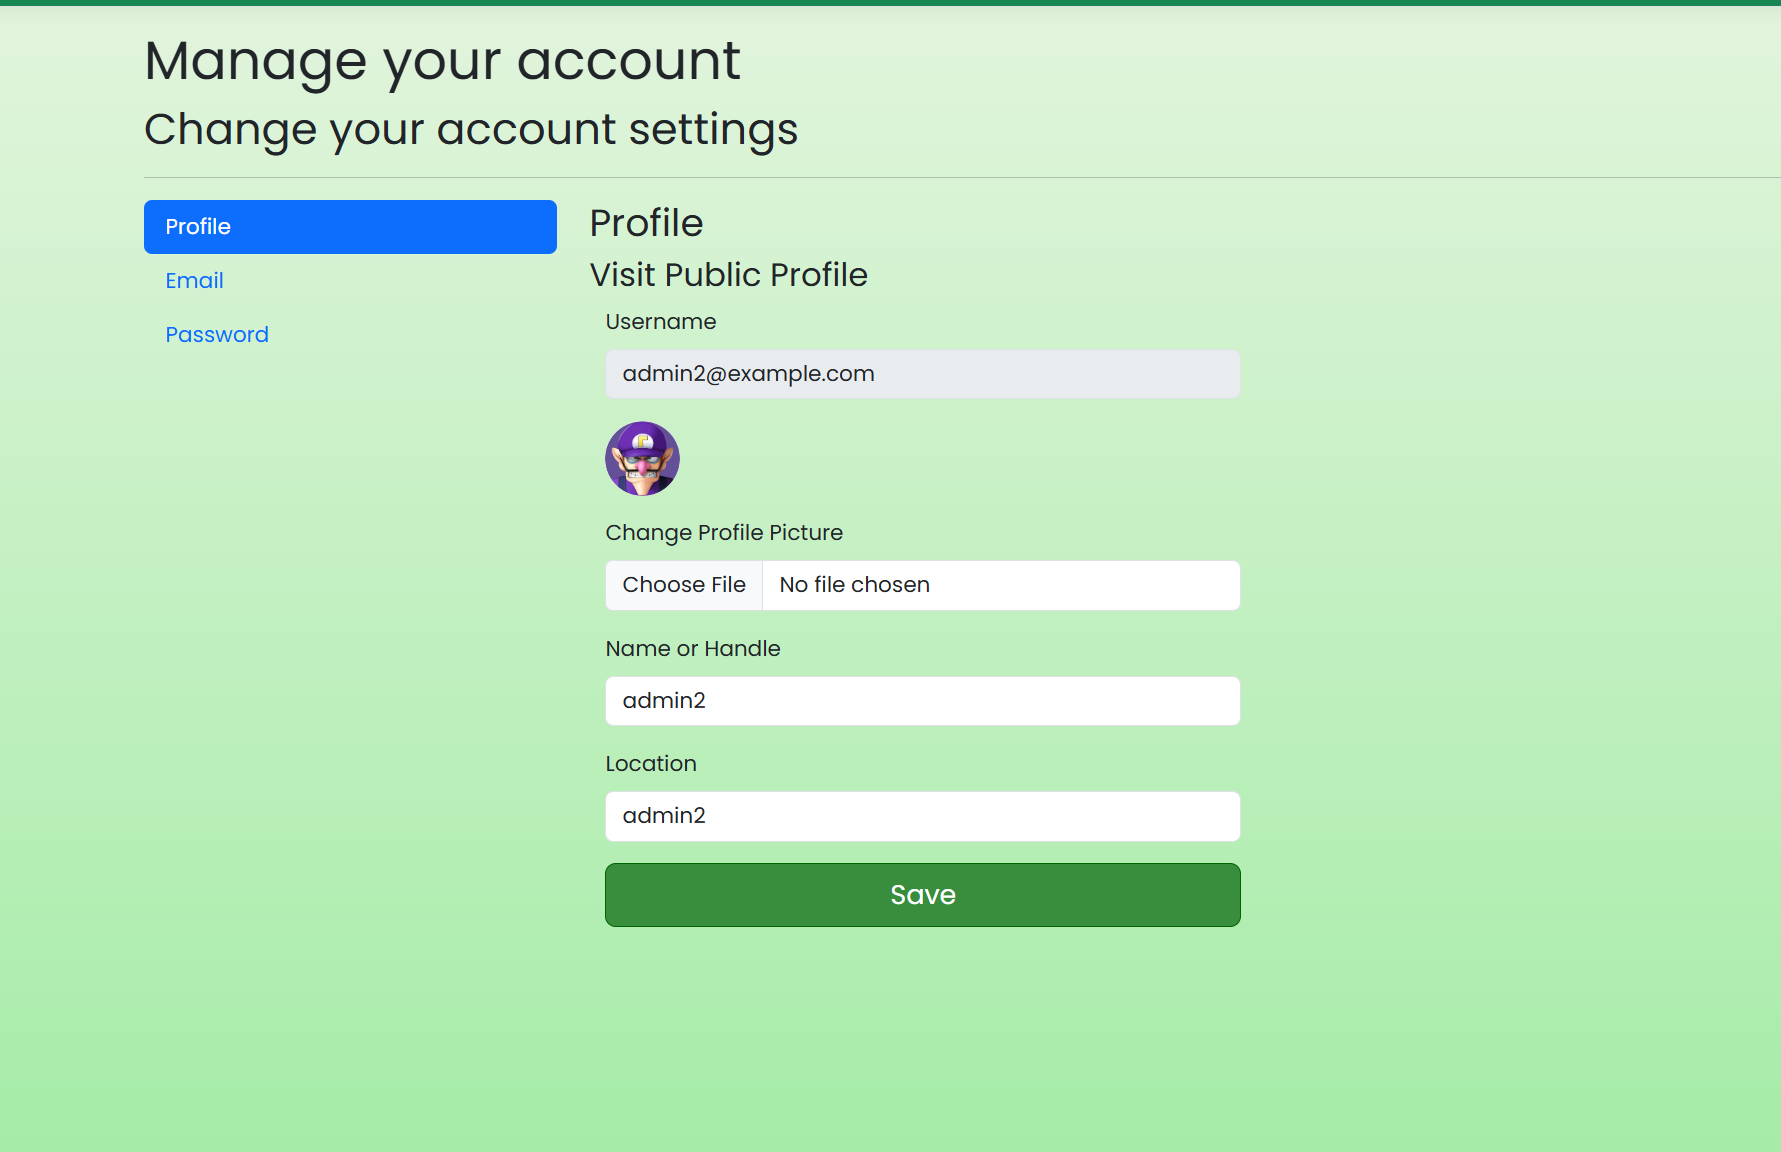 Manage your account
Change your account settings
Profile
Email
Password
Profile
Visit Public Profile
Username
admin2@example.com
Change Profile Picture
Choose File No file chosen
Name or Handle
admin2
Location
admin2
Save